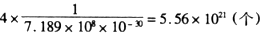 4 × 1 / (7.189 × 10⁸ × 10⁻³⁰) = 5.56 × 10²¹ (个)